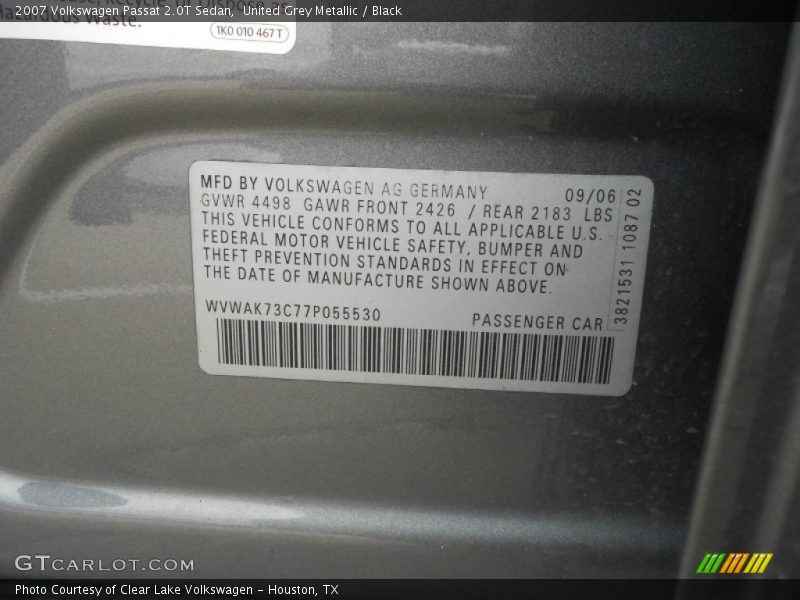 2007 Volkswagen Passat 2.0T Sedan, United Grey Metallic / Black
Hazardous Waste.
1K0 010 467 T
MFD BY VOLKSWAGEN AG GERMANY 09/06
GVWR 4498 GAWR FRONT 2426 / REAR 2183 LBS
THIS VEHICLE CONFORMS TO ALL APPLICABLE U.S.
FEDERAL MOTOR VEHICLE SAFETY, BUMPER AND
THEFT PREVENTION STANDARDS IN EFFECT ON
THE DATE OF MANUFACTURE SHOWN ABOVE.
WVWAK73C77P055530 PASSENGER CAR
3821531 1087 02
GTCARLOT.COM
Photo Courtesy of Clear Lake Volkswagen - Houston, TX